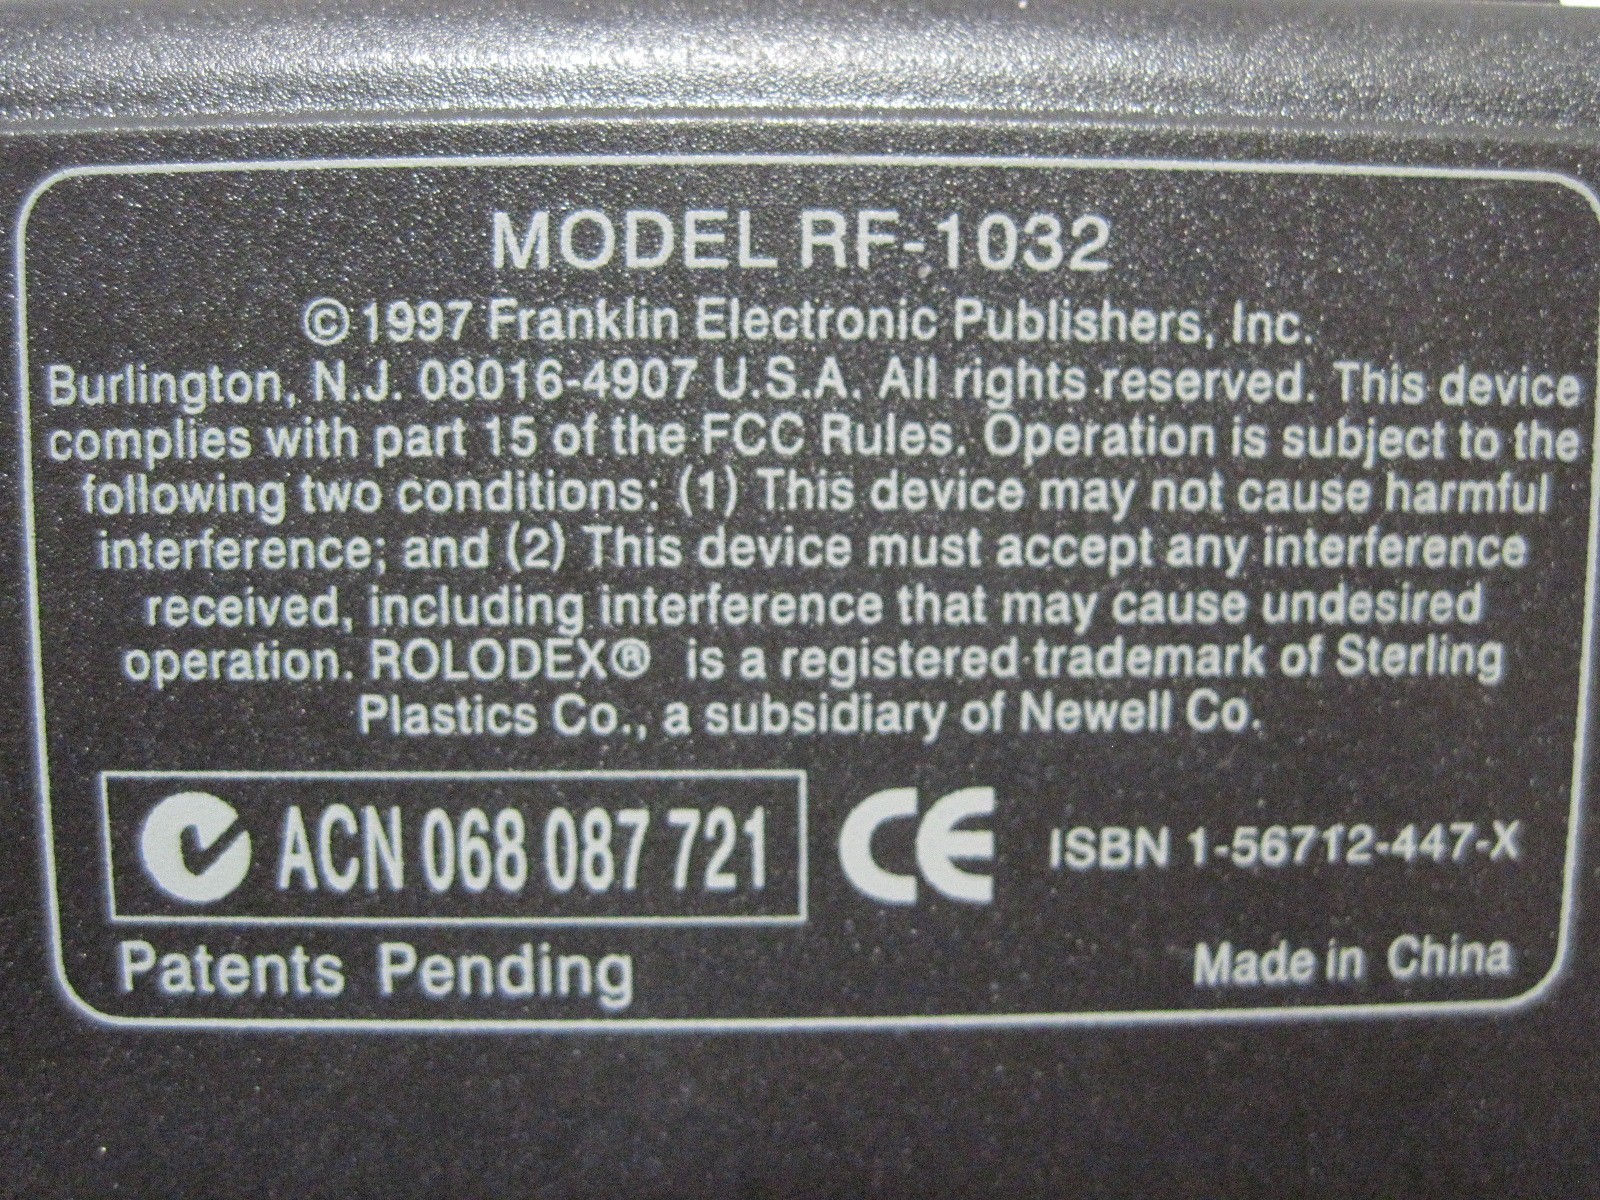 MODEL RF-1032
© 1997 Franklin Electronic Publishers, Inc.
Burlington, N.J. 08016-4907 U.S.A. All rights reserved. This device
complies with part 15 of the FCC Rules. Operation is subject to the
following two conditions: (1) This device may not cause harmful
interference; and (2) This device must accept any interference
received, including interference that may cause undesired
operation. ROLODEX® is a registered trademark of Sterling
Plastics Co., a subsidiary of Newell Co.
ACN 068 087 721 CE ISBN 1-56712-447-X
Patents Pending Made in China